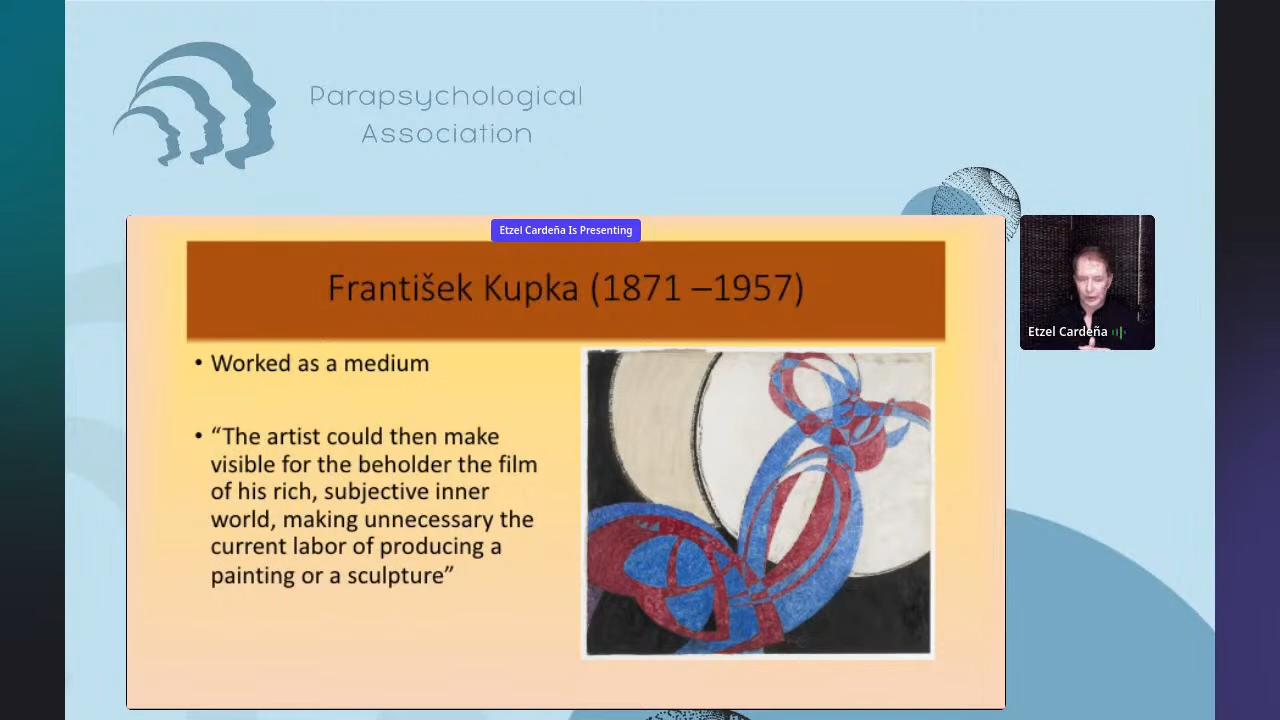 Parapsychological
Association
Etzel Cardeña Is Presenting
František Kupka (1871 –1957)
• Worked as a medium
• “The artist could then make
visible for the beholder the film
of his rich, subjective inner
world, making unnecessary the
current labor of producing a
painting or a sculpture”
Etzel Cardeña